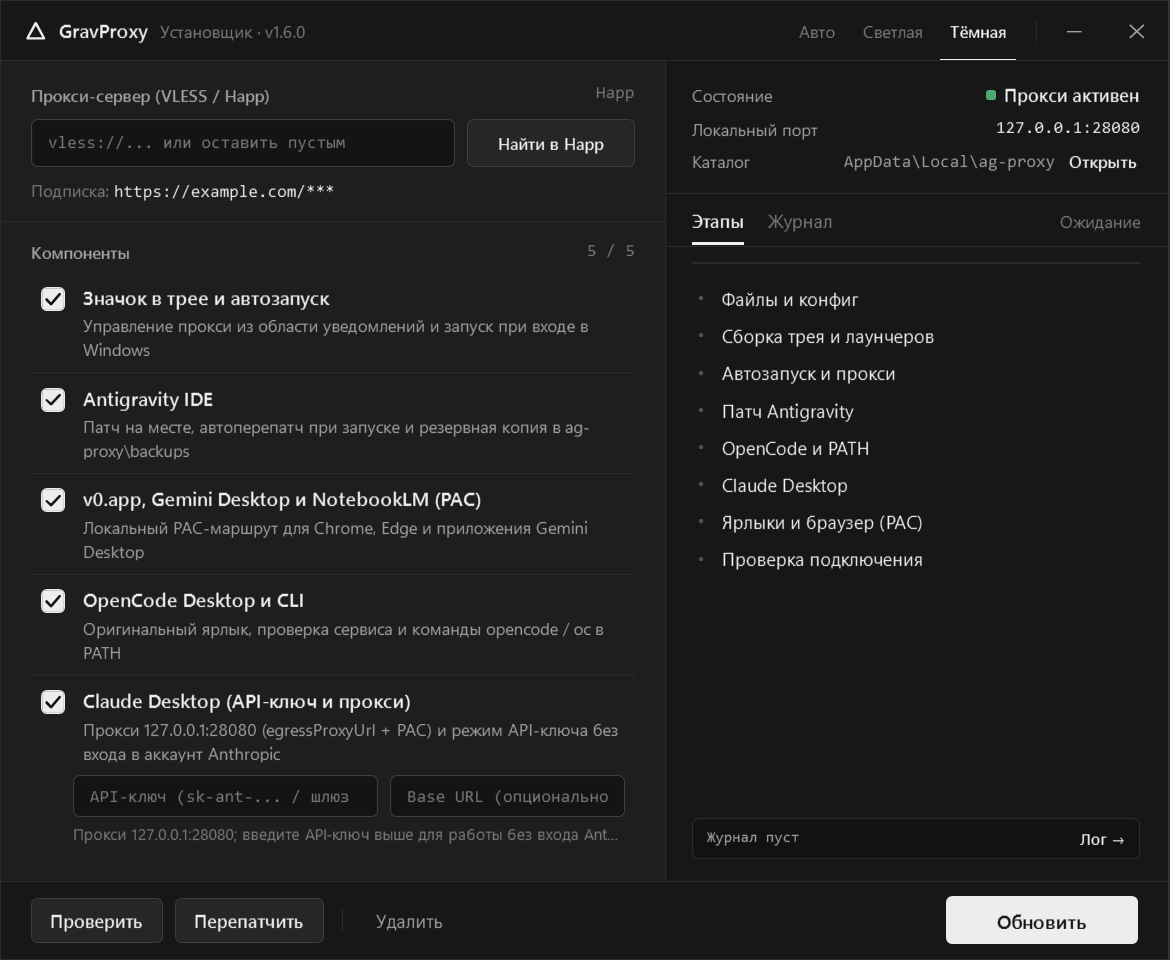 GravProxy Установщик · v1.6.0
Авто Светлая Тёмная
Прокси-сервер (VLESS / Happ) Happ
vless://... или оставить пустым Найти в Happ
Подписка: https://example.com/***
Компоненты 5 / 5
Значок в трее и автозапуск
Управление прокси из области уведомлений и запуск при входе в
Windows
Antigravity IDE
Патч на месте, автоперепатч при запуске и резервная копия в ag-
proxy\backups
v0.app, Gemini Desktop и NotebookLM (PAC)
Локальный PAC-маршрут для Chrome, Edge и приложения Gemini
Desktop
OpenCode Desktop и CLI
Оригинальный ярлык, проверка сервиса и команды opencode / oc в
PATH
Claude Desktop (API-ключ и прокси)
Прокси 127.0.0.1:28080 (egressProxyUrl + PAC) и режим API-ключа без
входа в аккаунт Anthropic
API-ключ (sk-ant-... / шлюз Base URL (опционально
Прокси 127.0.0.1:28080; введите API-ключ выше для работы без входа Ant...
Состояние Прокси активен
Локальный порт 127.0.0.1:28080
Каталог AppData\Local\ag-proxy Открыть
Этапы Журнал Ожидание
Файлы и конфиг
Сборка трея и лаунчеров
Автозапуск и прокси
Патч Antigravity
OpenCode и PATH
Claude Desktop
Ярлыки и браузер (PAC)
Проверка подключения
Журнал пуст Лог →
Проверить Перепатчить Удалить Обновить